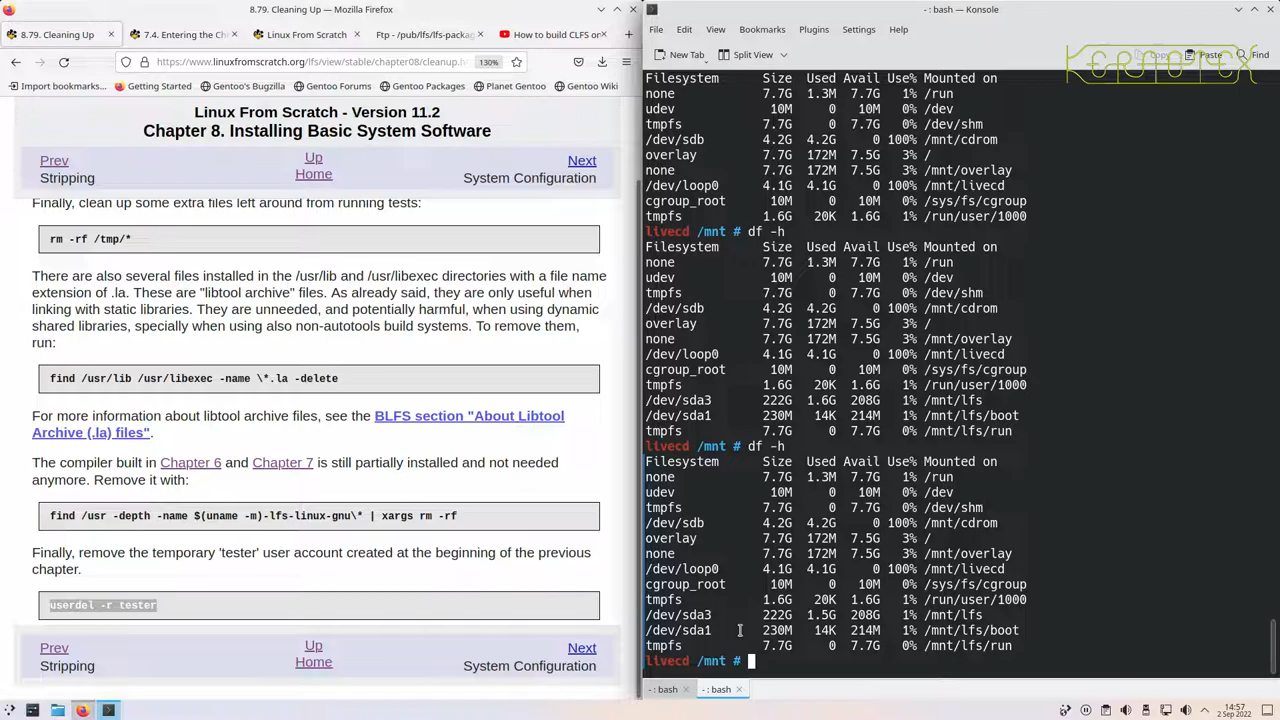 8.79. Cleaning Up — Mozilla Firefox
8.79. Cleaning Up
7.4. Entering the Ch
Linux From Scratch
Ftp - /pub/lfs/lfs-packag
How to build CLFS on
https://www.linuxfromscratch.org/lfs/view/stable/chapter08/cleanup.
130%
Import bookmarks...
Getting Started
Gentoo's Bugzilla
Gentoo Forums
Gentoo Packages
Planet Gentoo
Gentoo Wiki
Linux From Scratch - Version 11.2
Chapter 8. Installing Basic System Software
Prev
Up
Next
Stripping
Home
System Configuration
Finally, clean up some extra files left around from running tests:
rm -rf /tmp/*
There are also several files installed in the /usr/lib and /usr/libexec directories with a file name
extension of .la. These are "libtool archive" files. As already said, they are only useful when
linking with static libraries. They are unneeded, and potentially harmful, when using dynamic
shared libraries, specially when using also non-autotools build systems. To remove them,
run:
find /usr/lib /usr/libexec -name \*.la -delete
For more information about libtool archive files, see the BLFS section "About Libtool
Archive (.la) files".
The compiler built in Chapter 6 and Chapter 7 is still partially installed and not needed
anymore. Remove it with:
find /usr -depth -name $(uname -m)-lfs-linux-gnu\* | xargs rm -rf
Finally, remove the temporary 'tester' user account created at the beginning of the previous
chapter.
userdel -r tester
Prev
Up
Next
Stripping
Home
System Configuration
- : bash — Konsole
File Edit View Bookmarks Plugins Settings Help
New Tab
Split View
Paste
Find
KERNOTEX
Filesystem Size Used Avail Use% Mounted on
none 7.7G 1.3M 7.7G 1% /run
udev 10M 0 10M 0% /dev
tmpfs 7.7G 0 7.7G 0% /dev/shm
/dev/sdb 4.2G 4.2G 0 100% /mnt/cdrom
overlay 7.7G 172M 7.5G 3% /
none 7.7G 172M 7.5G 3% /mnt/overlay
/dev/loop0 4.1G 4.1G 0 100% /mnt/livecd
cgroup_root 10M 0 10M 0% /sys/fs/cgroup
tmpfs 1.6G 20K 1.6G 1% /run/user/1000
livecd /mnt # df -h
Filesystem Size Used Avail Use% Mounted on
none 7.7G 1.3M 7.7G 1% /run
udev 10M 0 10M 0% /dev
tmpfs 7.7G 0 7.7G 0% /dev/shm
/dev/sdb 4.2G 4.2G 0 100% /mnt/cdrom
overlay 7.7G 172M 7.5G 3% /
none 7.7G 172M 7.5G 3% /mnt/overlay
/dev/loop0 4.1G 4.1G 0 100% /mnt/livecd
cgroup_root 10M 0 10M 0% /sys/fs/cgroup
tmpfs 1.6G 20K 1.6G 1% /run/user/1000
/dev/sda3 222G 1.6G 208G 1% /mnt/lfs
/dev/sda1 230M 14K 214M 1% /mnt/lfs/boot
tmpfs 7.7G 0 7.7G 0% /mnt/lfs/run
livecd /mnt # df -h
Filesystem Size Used Avail Use% Mounted on
none 7.7G 1.3M 7.7G 1% /run
udev 10M 0 10M 0% /dev
tmpfs 7.7G 0 7.7G 0% /dev/shm
/dev/sdb 4.2G 4.2G 0 100% /mnt/cdrom
overlay 7.7G 172M 7.5G 3% /
none 7.7G 172M 7.5G 3% /mnt/overlay
/dev/loop0 4.1G 4.1G 0 100% /mnt/livecd
cgroup_root 10M 0 10M 0% /sys/fs/cgroup
tmpfs 1.6G 20K 1.6G 1% /run/user/1000
/dev/sda3 222G 1.5G 208G 1% /mnt/lfs
/dev/sda1 230M 14K 214M 1% /mnt/lfs/boot
tmpfs 7.7G 0 7.7G 0% /mnt/lfs/run
livecd /mnt #
- : bash
- : bash
14:57
2 Sep 2022